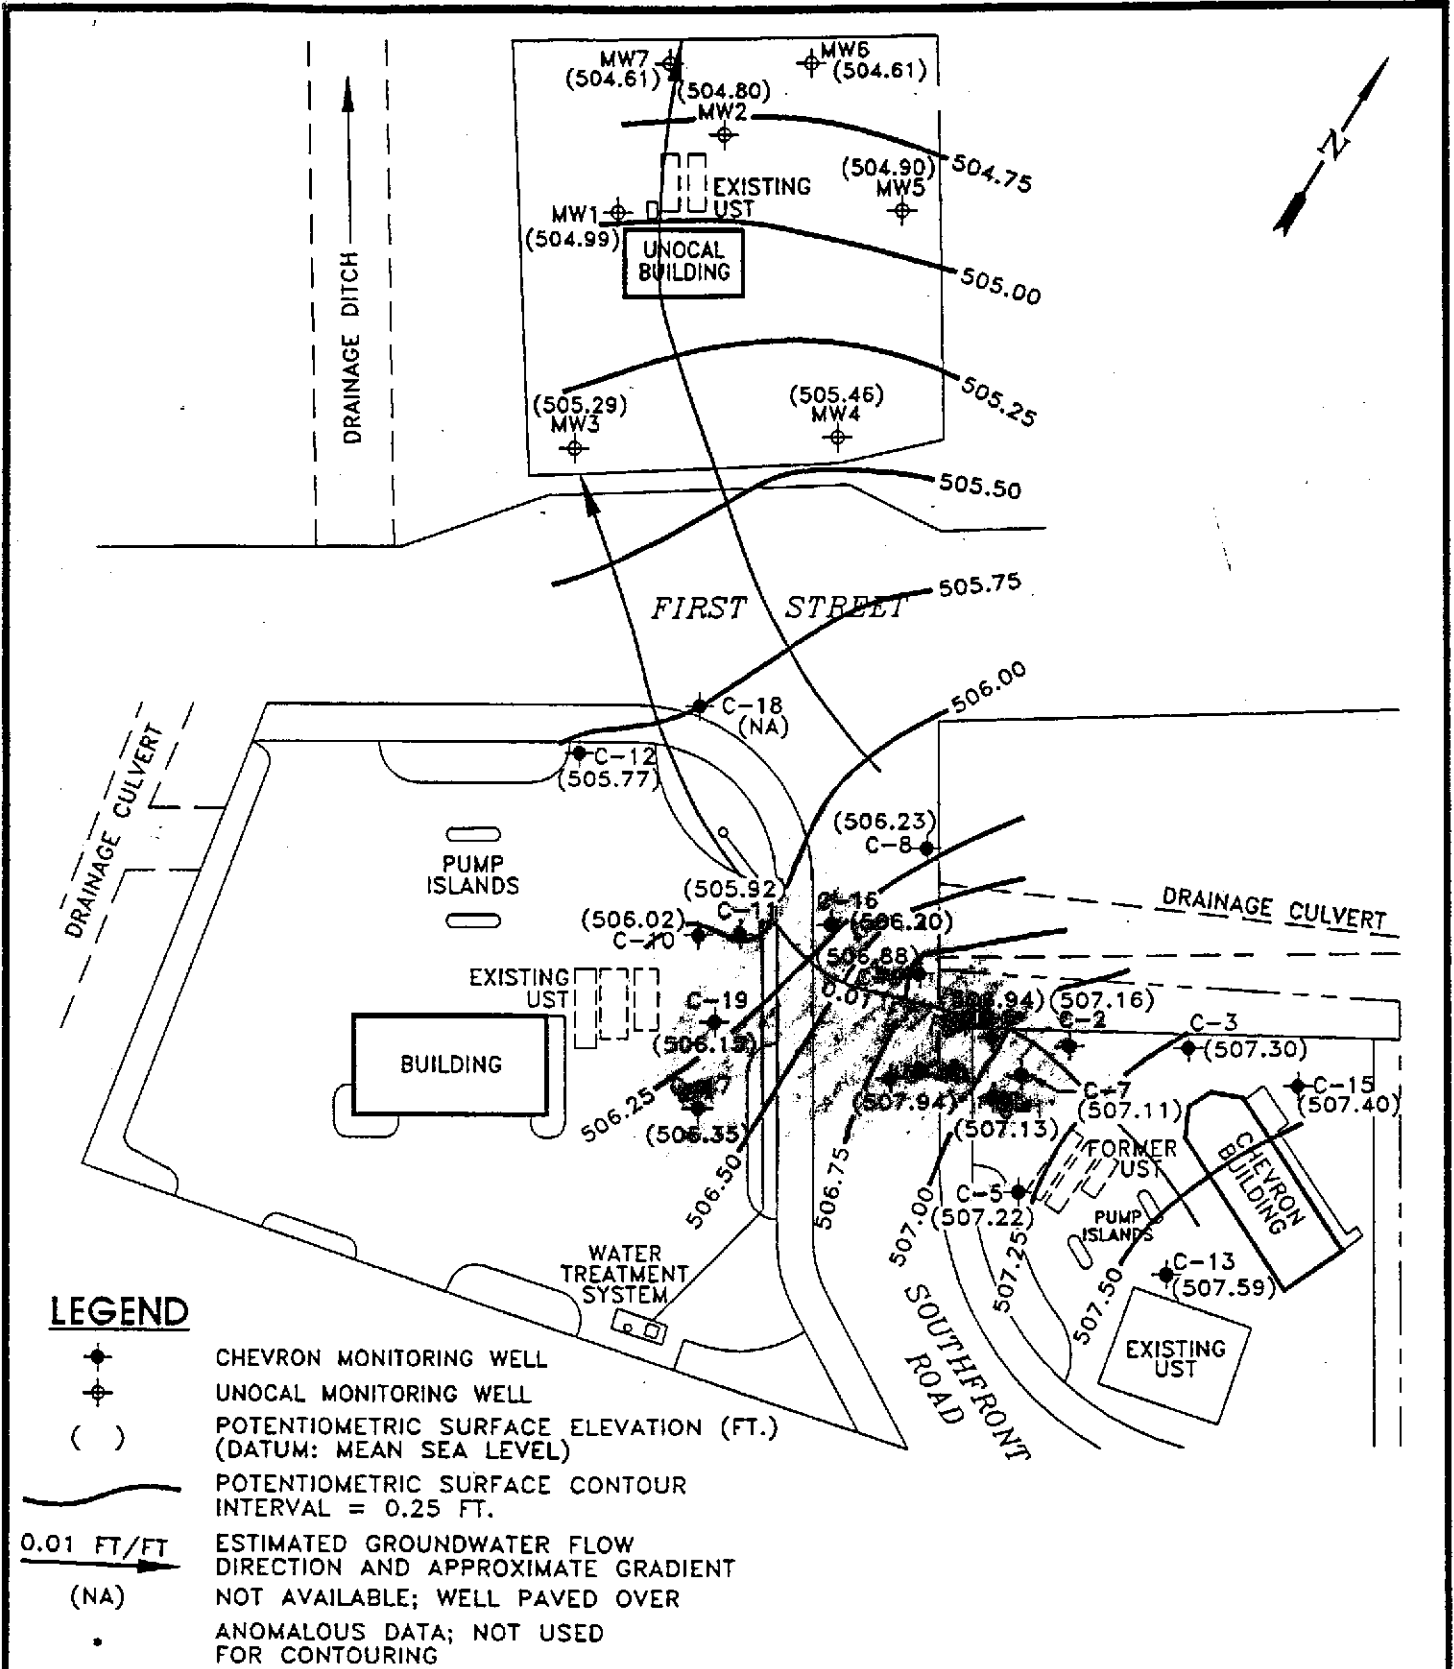 MW7
(504.61)
MW6
(504.61)
(504.80)
MW2
504.75
(504.90)
MW5
EXISTING
UST
MW1
(504.99)
UNOCAL
BUILDING
505.00
DRAINAGE DITCH
N
505.25
(505.29)
MW3
(505.46)
MW4
505.50
505.75
FIRST STREET
506.00
C-18
(NA)
C-12
(505.77)
DRAINAGE CULVERT
PUMP
ISLANDS
(506.23)
C-8
(505.92)
(506.02)
C-10
C-16
(506.20)
DRAINAGE CULVERT
(506.88)
EXISTING
UST
C-19
BUILDING
506.25
(506.35)
506.50
506.75
(507.16)
C-2
C-3
(507.30)
C-15
(507.40)
C-7
(507.11)
(507.94)
(507.13)
FORMER
UST
CHEVRON
BUILDING
C-5
(507.22)
PUMP
ISLANDS
507.00
507.25
507.50
C-13
(507.59)
EXISTING
UST
SOUTHFRONT
ROAD
WATER
TREATMENT
SYSTEM
LEGEND
CHEVRON MONITORING WELL
UNOCAL MONITORING WELL
( ) POTENTIOMETRIC SURFACE ELEVATION (FT.)
(DATUM: MEAN SEA LEVEL)
POTENTIOMETRIC SURFACE CONTOUR
INTERVAL = 0.25 FT.
0.01 FT/FT ESTIMATED GROUNDWATER FLOW
DIRECTION AND APPROXIMATE GRADIENT
(NA) NOT AVAILABLE; WELL PAVED OVER
ANOMALOUS DATA; NOT USED
FOR CONTOURING